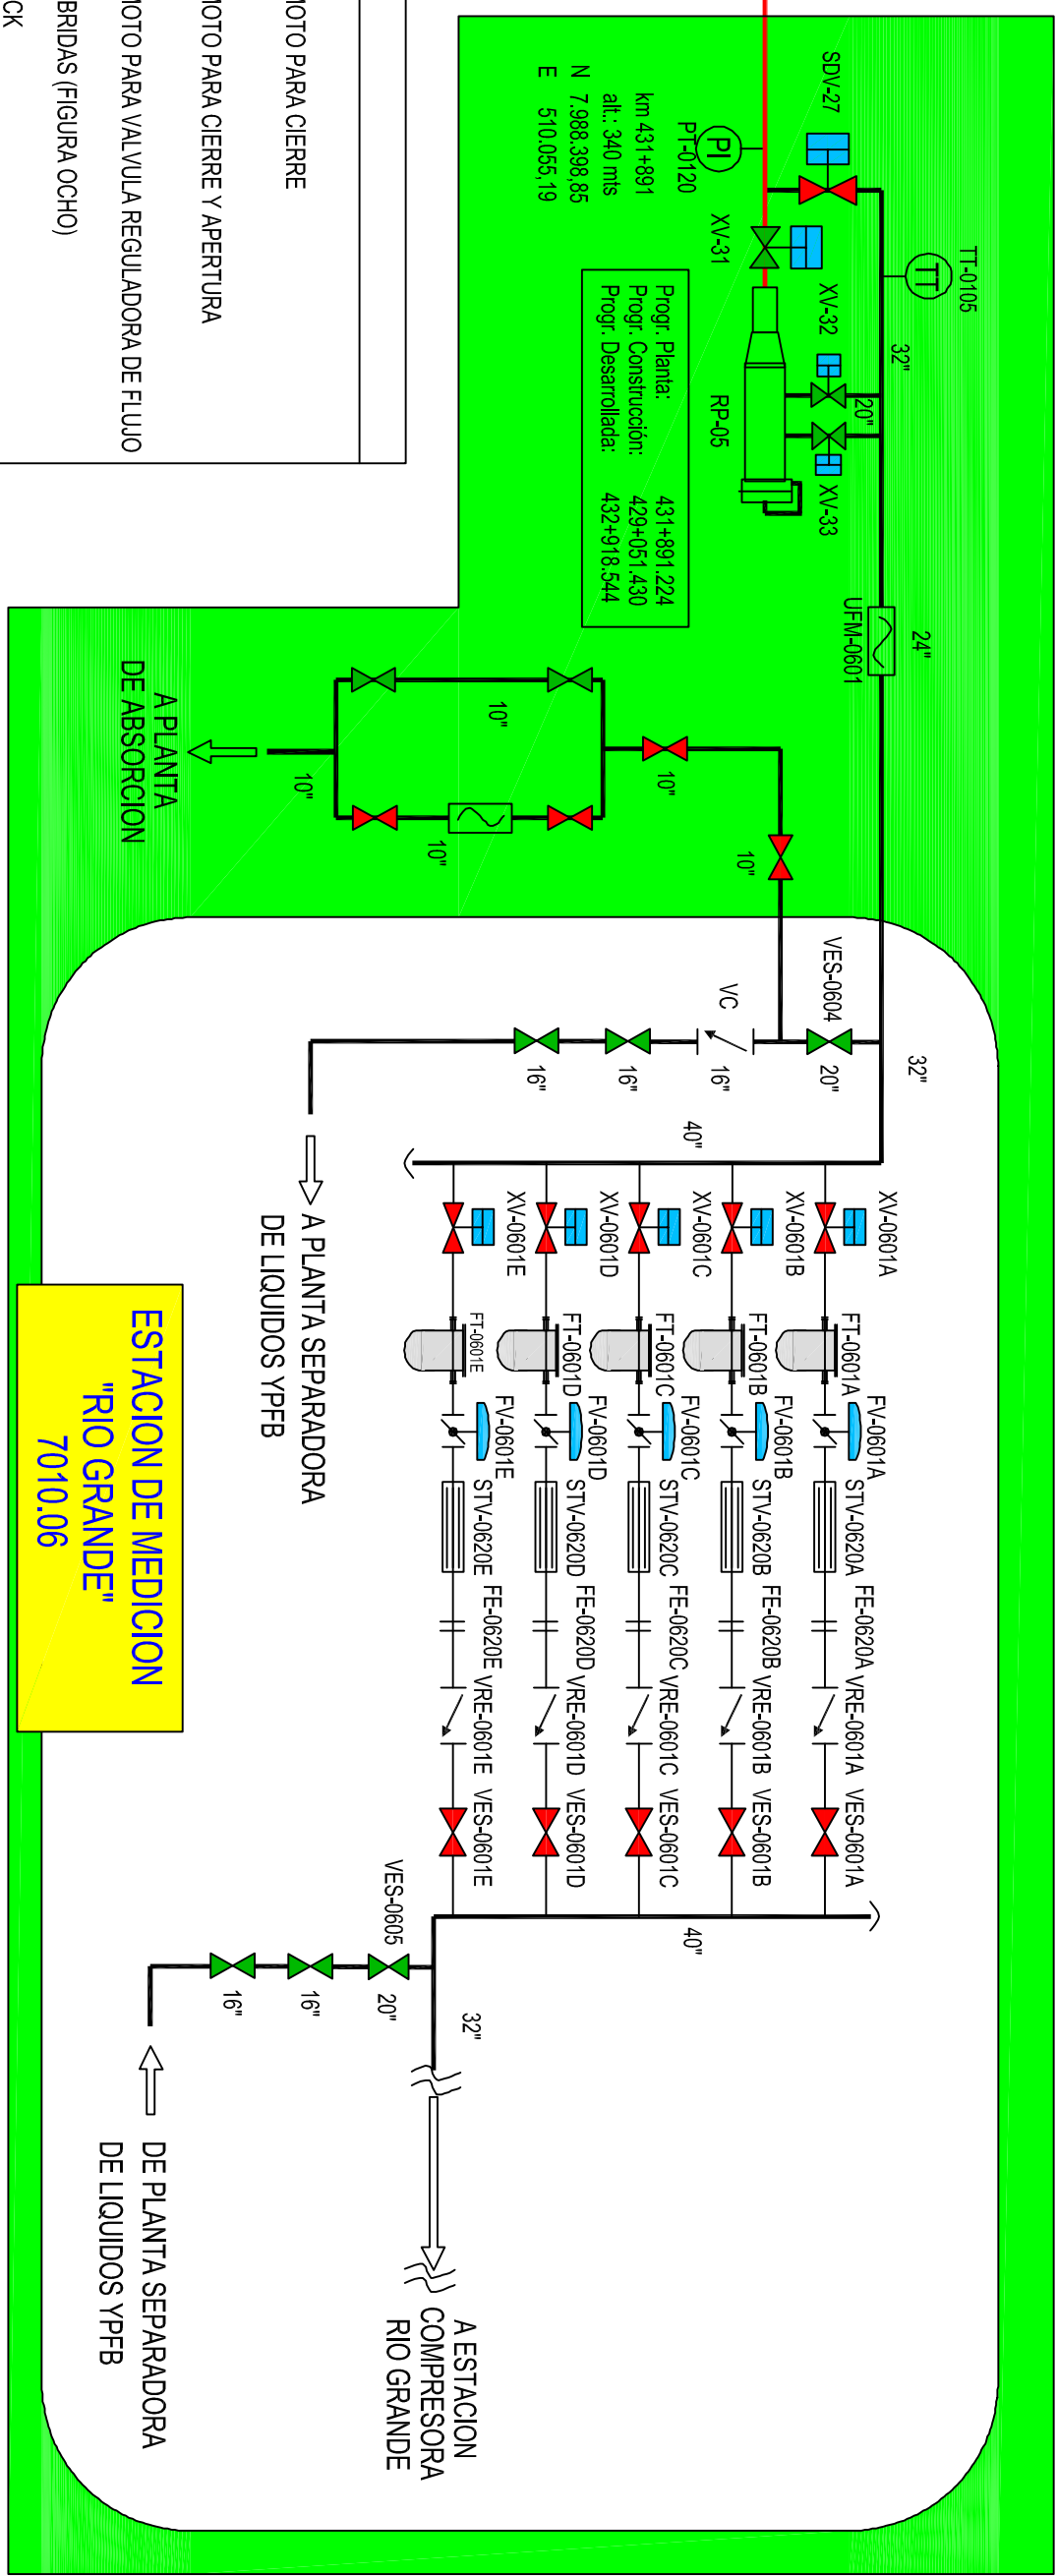 SDV-27
TT-0105
TT
32"
PI
PT-0120
km 431+891
alt.: 340 mts
N 7.988.398,85
E 510.055,19
XV-31
XV-32
20"
XV-33
RP-05
Progr. Planta: 431+891.224
Progr. Construcción: 429+051.430
Progr. Desarrollada: 432+918.544
24"
UFM-0601
10"
10"
10"
10"
10"
A PLANTA
DE ABSORCION
VES-0604
20"
32"
VC
16"
16"
16"
A PLANTA SEPARADORA
DE LIQUIDOS YPFB
40"
XV-0601A
FT-0601A
FV-0601A
STV-0620A
FE-0620A
VRE-0601A
VES-0601A
XV-0601B
FT-0601B
FV-0601B
STV-0620B
FE-0620B
VRE-0601B
VES-0601B
XV-0601C
FT-0601C
FV-0601C
STV-0620C
FE-0620C
VRE-0601C
VES-0601C
XV-0601D
FT-0601D
FV-0601D
STV-0620D
FE-0620D
VRE-0601D
VES-0601D
XV-0601E
FT-0601E
FV-0601E
STV-0620E
FE-0620E
VRE-0601E
VES-0601E
40"
VES-0605
20"
16"
16"
32"
A ESTACION
COMPRESORA
RIO GRANDE
DE PLANTA SEPARADORA
DE LIQUIDOS YPFB
ESTACION DE MEDICION
"RIO GRANDE"
7010.06
MOTO PARA CIERRE
MOTO PARA CIERRE Y APERTURA
MOTO PARA VALVULA REGULADORA DE FLUJO
BRIDAS (FIGURA OCHO)
CK